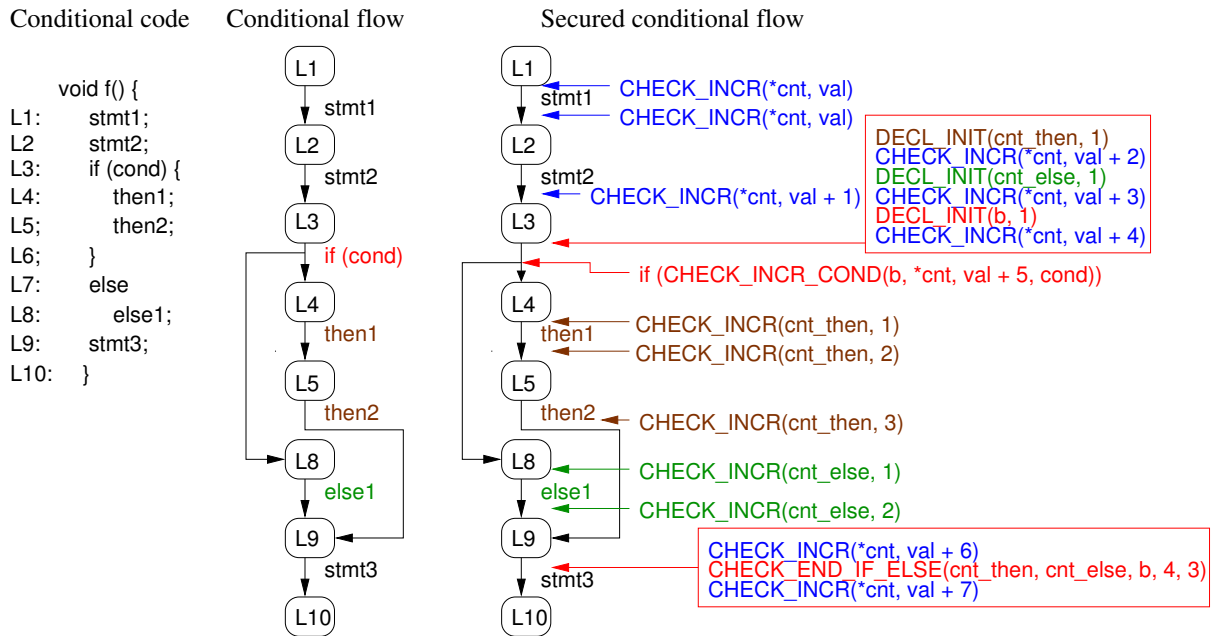 Conditional code
void f() {
L1: stmt1;
L2 stmt2;
L3: if (cond) {
L4: then1;
L5; then2;
L6; }
L7: else
L8: else1;
L9: stmt3;
L10: }
Conditional flow
L1
stmt1
L2
stmt2
L3
if (cond)
L4
then1
L5
then2
L8
else1
L9
stmt3
L10
Secured conditional flow
L1
CHECK_INCR(*cnt, val)
stmt1
CHECK_INCR(*cnt, val)
L2
stmt2
CHECK_INCR(*cnt, val + 1)
L3
DECL_INIT(cnt_then, 1)
CHECK_INCR(*cnt, val + 2)
DECL_INIT(cnt_else, 1)
CHECK_INCR(*cnt, val + 3)
DECL_INIT(b, 1)
CHECK_INCR(*cnt, val + 4)
if (CHECK_INCR_COND(b, *cnt, val + 5, cond))
L4
CHECK_INCR(cnt_then, 1)
then1
CHECK_INCR(cnt_then, 2)
L5
then2
CHECK_INCR(cnt_then, 3)
L8
CHECK_INCR(cnt_else, 1)
else1
CHECK_INCR(cnt_else, 2)
L9
CHECK_INCR(*cnt, val + 6)
CHECK_END_IF_ELSE(cnt_then, cnt_else, b, 4, 3)
CHECK_INCR(*cnt, val + 7)
stmt3
L10